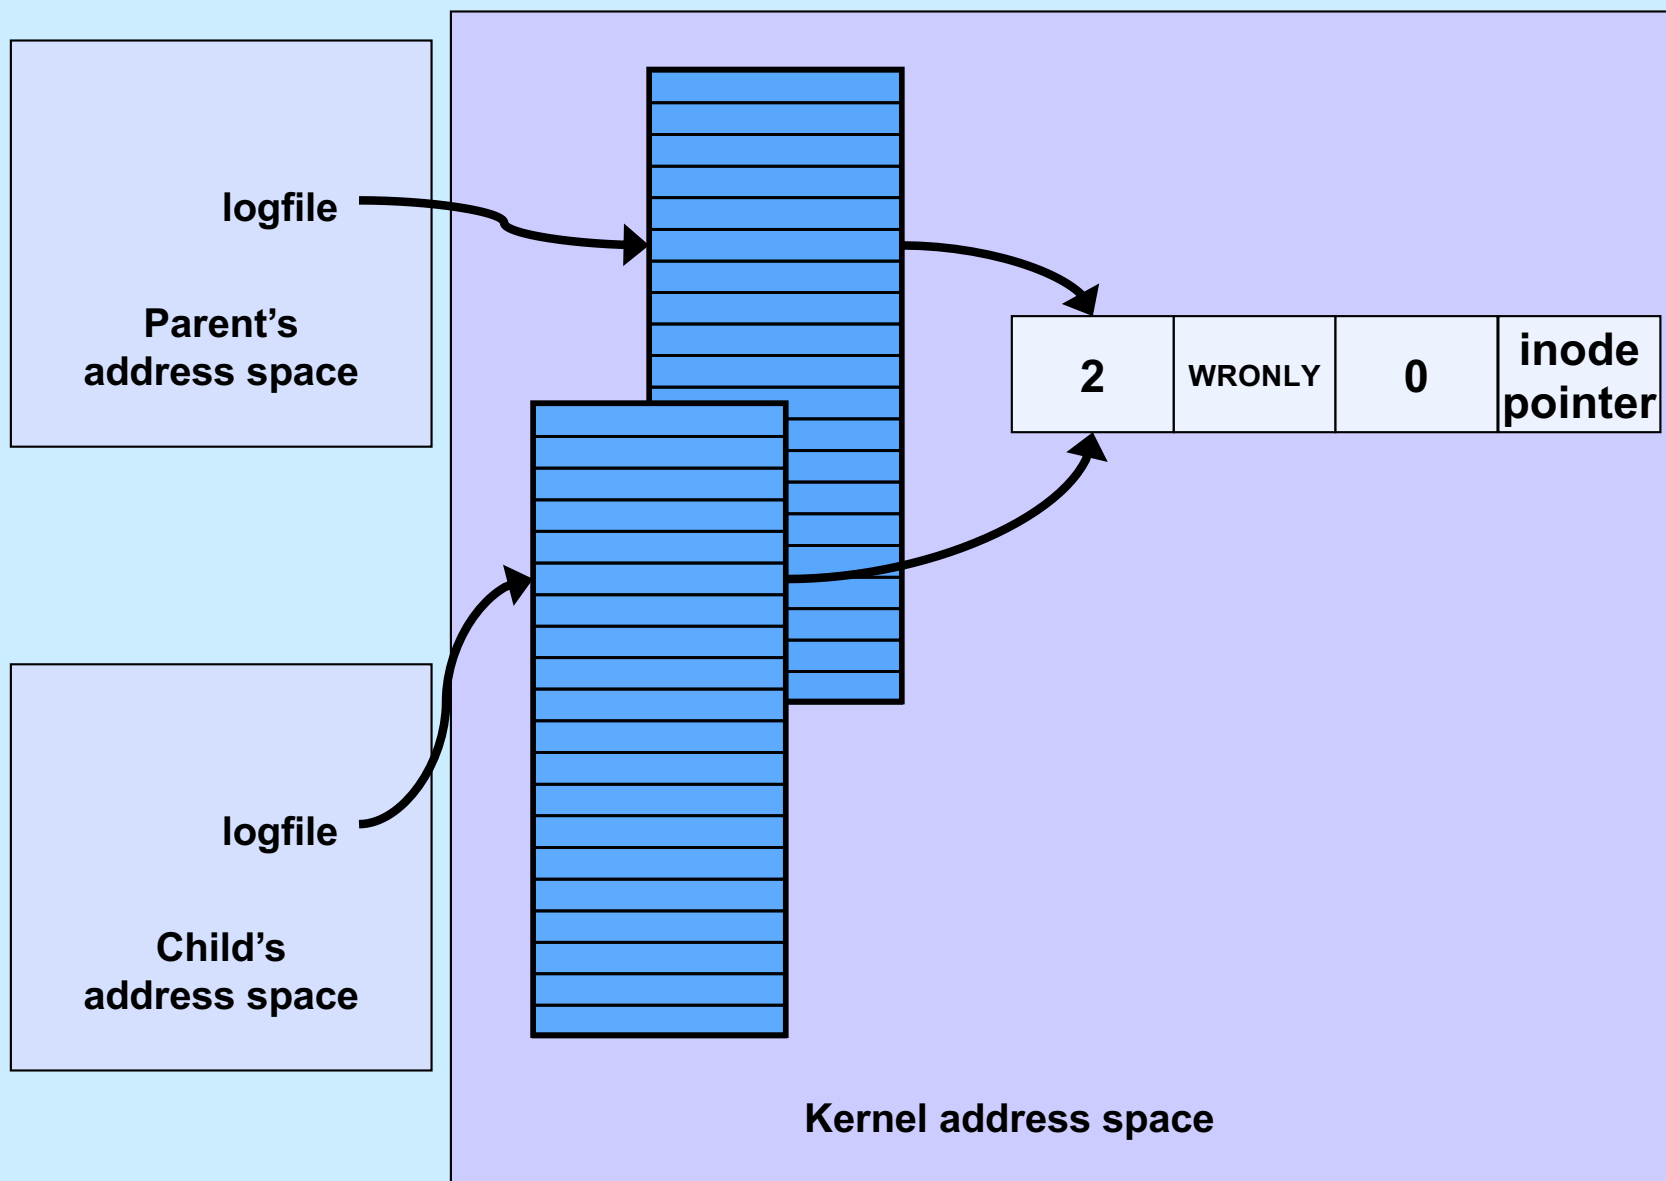 logfile
Parent’s
address space
2
WRONLY
0
inode
pointer
logfile
Child’s
address space
Kernel address space